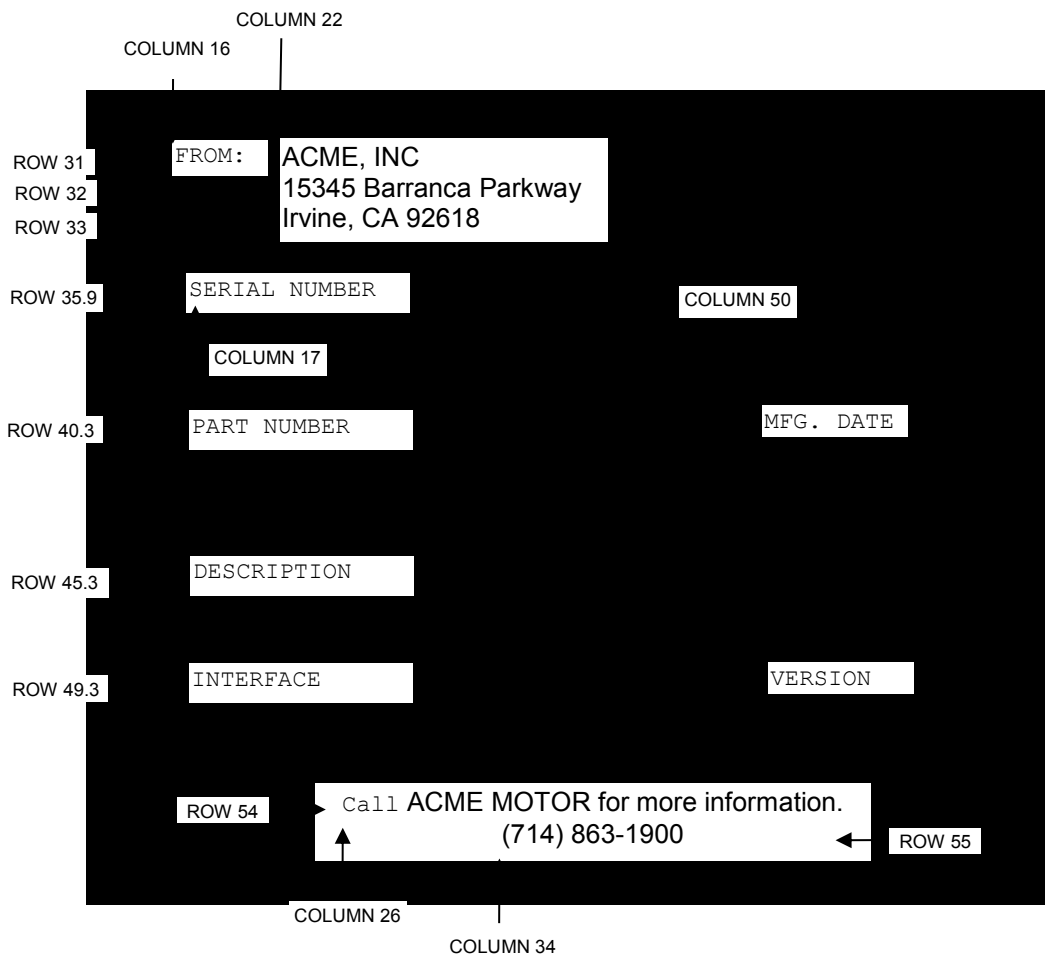 COLUMN 22
COLUMN 16
ROW 31 FROM: ACME, INC
ROW 32 15345 Barranca Parkway
ROW 33 Irvine, CA 92618
ROW 35.9 SERIAL NUMBER COLUMN 50
COLUMN 17
ROW 40.3 PART NUMBER MFG. DATE
ROW 45.3 DESCRIPTION
ROW 49.3 INTERFACE VERSION
ROW 54 Call ACME MOTOR for more information.
(714) 863-1900 ROW 55
COLUMN 26
COLUMN 34